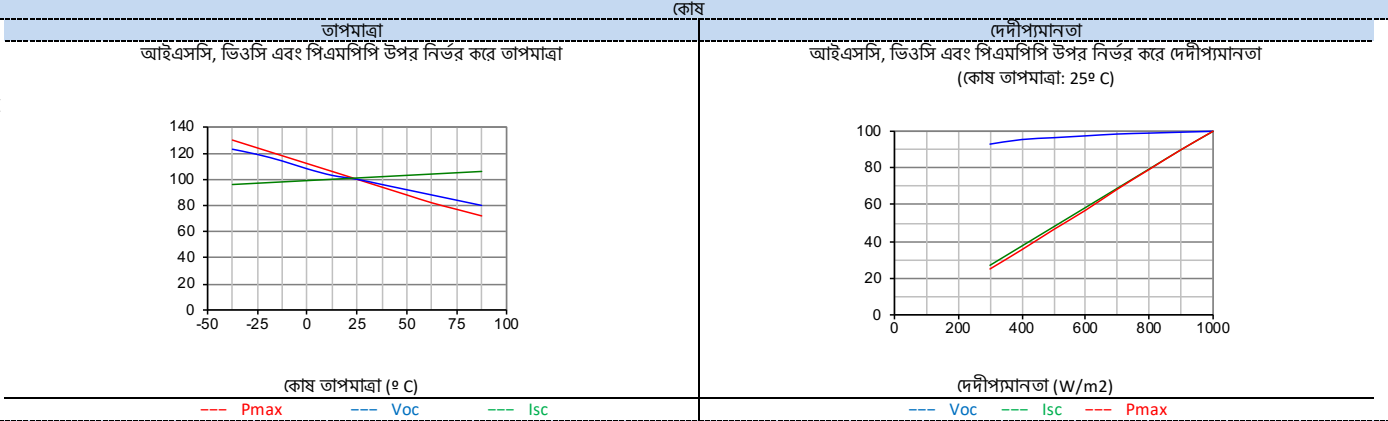 কোষ
তাপমাত্রা
আইএসসি, ভিওসি এবং পিএমপিপি উপর নির্ভর করে তাপমাত্রা
140
120
100
80
60
40
20
0
-50 -25 0 25 50 75 100
কোষ তাপমাত্রা (º C)
--- Pmax --- Voc --- Isc
দেদীপ্যমানতা
আইএসসি, ভিওসি এবং পিএমপিপি উপর নির্ভর করে দেদীপ্যমানতা
(কোষ তাপমাত্রা: 25º C)
100
80
60
40
20
0
0 200 400 600 800 1000
দেদীপ্যমানতা (W/m2)
--- Voc --- Isc --- Pmax